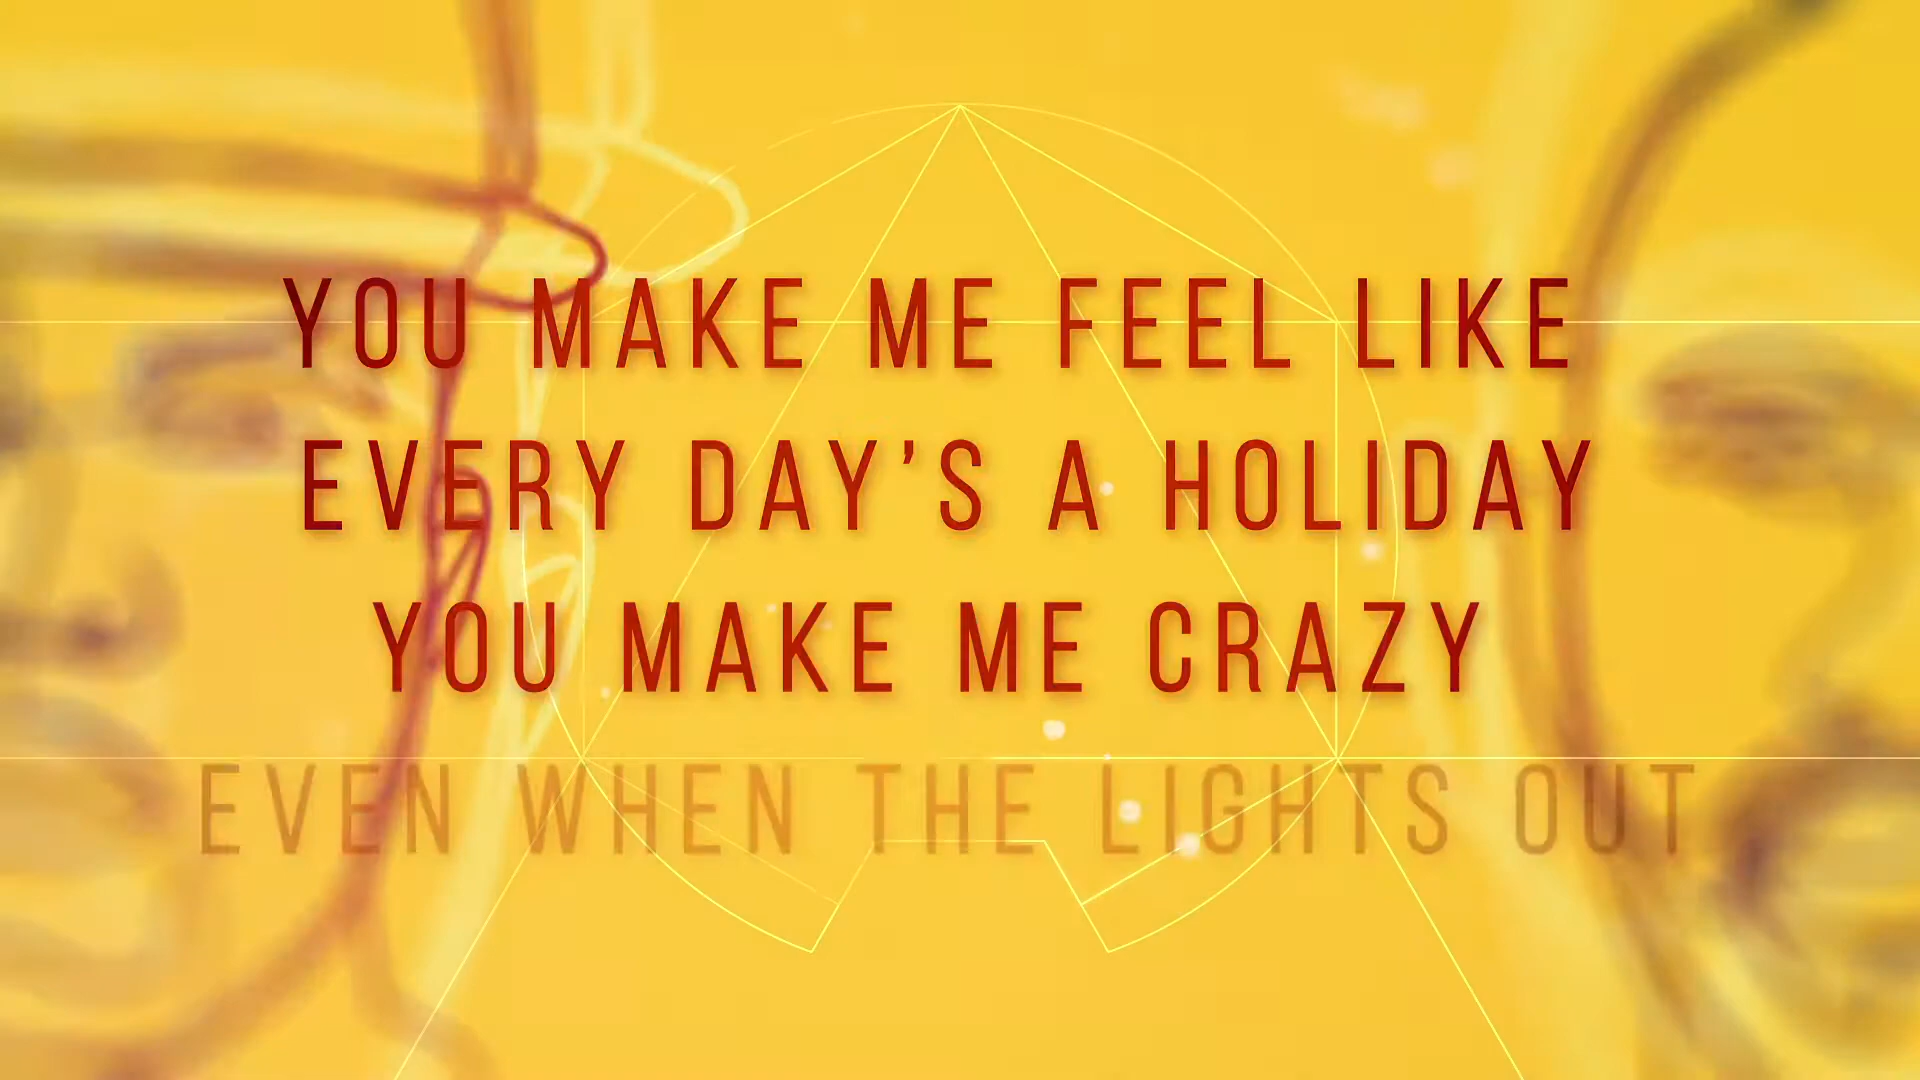 YOU MAKE ME FEEL LIKE
EVERY DAY’S A HOLIDAY
YOU MAKE ME CRAZY
EVEN WHEN THE LIGHTS OUT